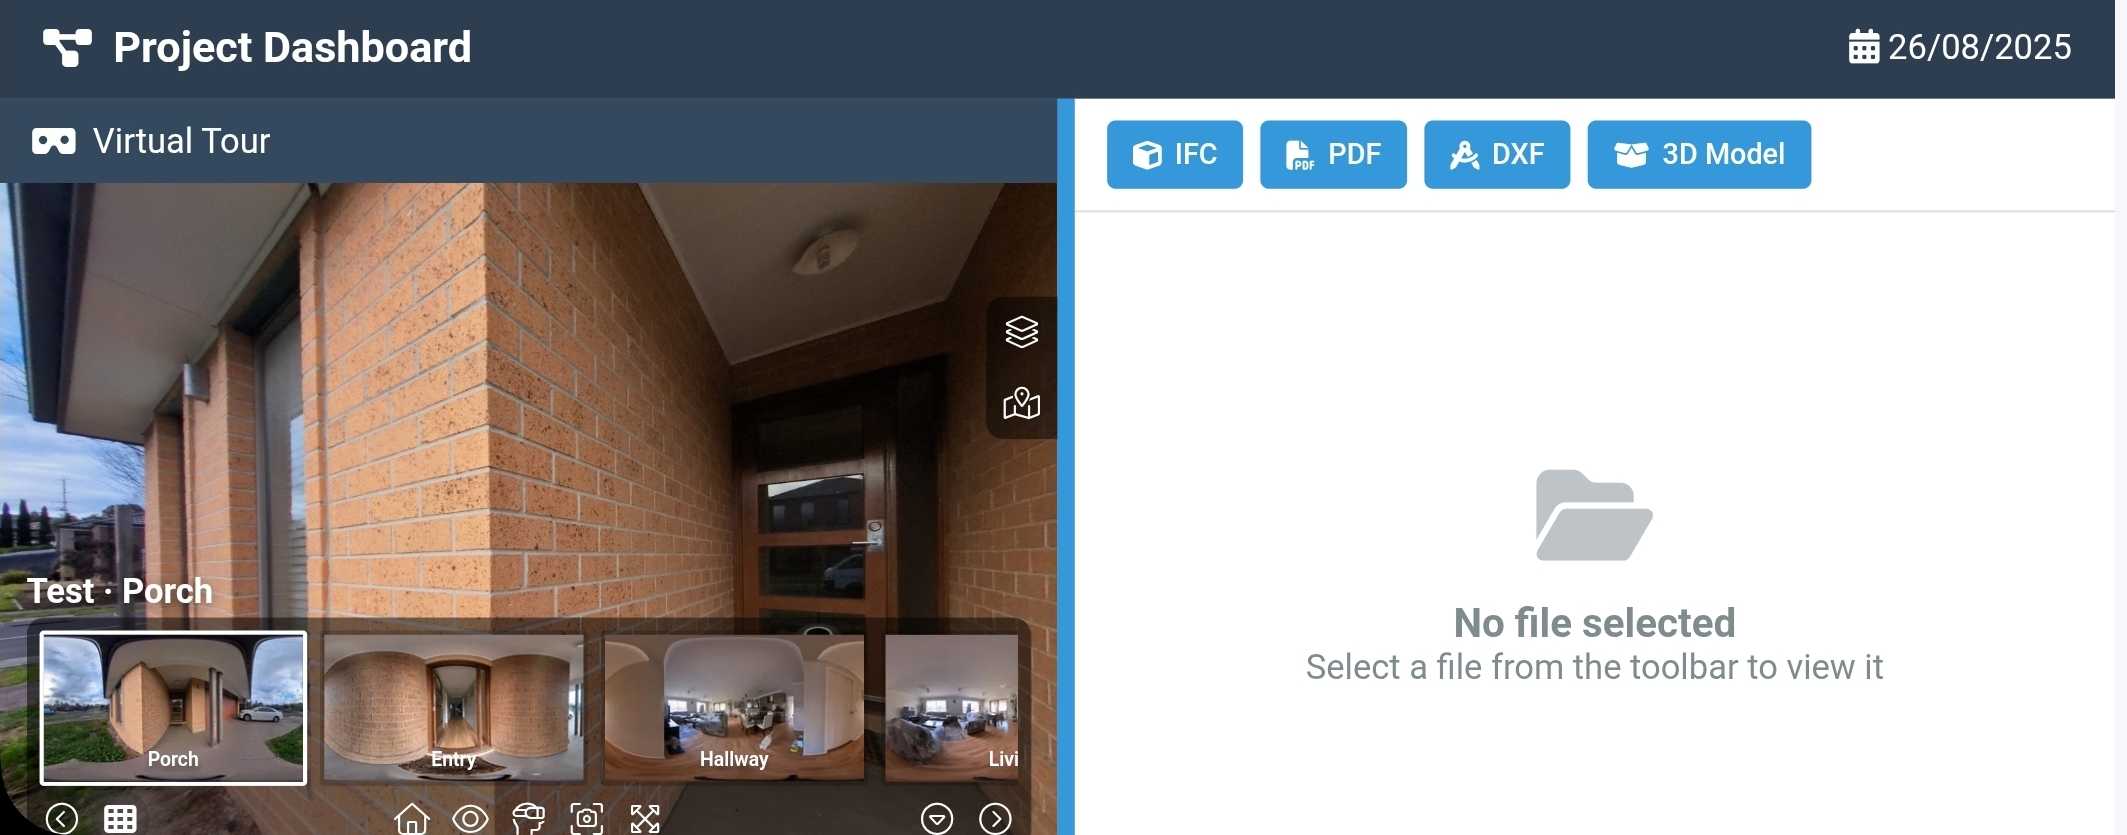 Project Dashboard
26/08/2025
Virtual Tour
IFC
PDF
PDF
DXF
3D Model
Test · Porch
Porch
Entry
Hallway
Livi
No file selected
Select a file from the toolbar to view it